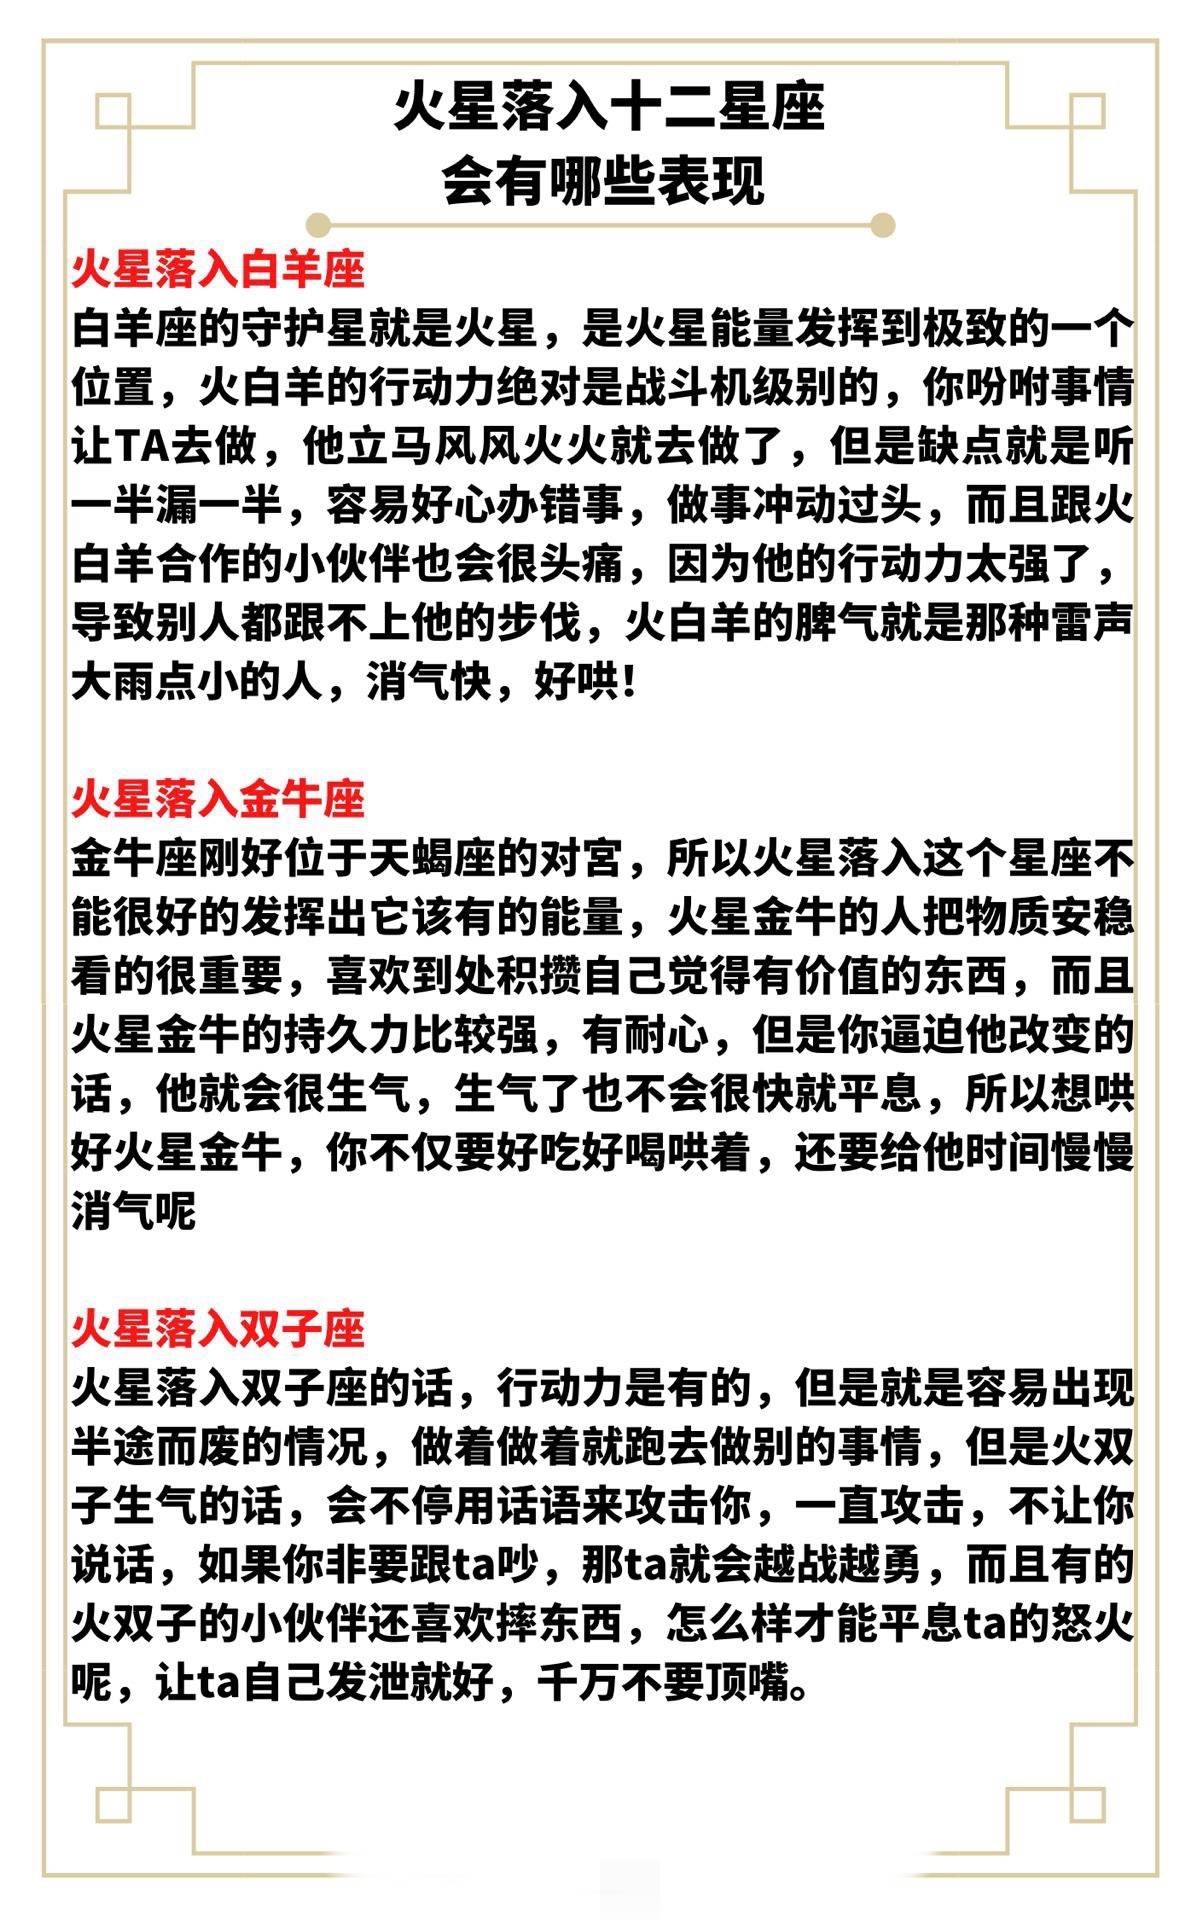 火星落入十二星座
会有哪些表现
火星落入白羊座
白羊座的守护星就是火星，是火星能量发挥到极致的一个
位置，火白羊的行动力绝对是战斗机级别的，你吩咐事情
让TA去做，他立马风风火火就去做了，但是缺点就是听
一半漏一半，容易好心办错事，做事冲动过头，而且跟火
白羊合作的小伙伴也会很头痛，因为他的行动力太强了，
导致别人都跟不上他的步伐，火白羊的脾气就是那种雷声
大雨点小的人，消气快，好哄！
火星落入金牛座
金牛座刚好位于天蝎座的对宫，所以火星落入这个星座不
能很好的发挥出它该有的能量，火星金牛的人把物质安稳
看的很重要，喜欢到处积攒自己觉得有价值的东西，而且
火星金牛的持久力比较强，有耐心，但是你逼迫他改变的
话，他就会很生气，生气了也不会很快就平息，所以想哄
好火星金牛，你不仅要好吃好喝哄着，还要给他时间慢慢
消气呢
火星落入双子座
火星落入双子座的话，行动力是有的，但是就是容易出现
半途而废的情况，做着做着就跑去做别的事情，但是火双
子生气的话，会不停用话语来攻击你，一直攻击，不让你
说话，如果你非要跟ta吵，那ta就会越战越勇，而且有的
火双子的小伙伴还喜欢摔东西，怎么样才能平息ta的怒火
呢，让ta自己发泄就好，千万不要顶嘴。